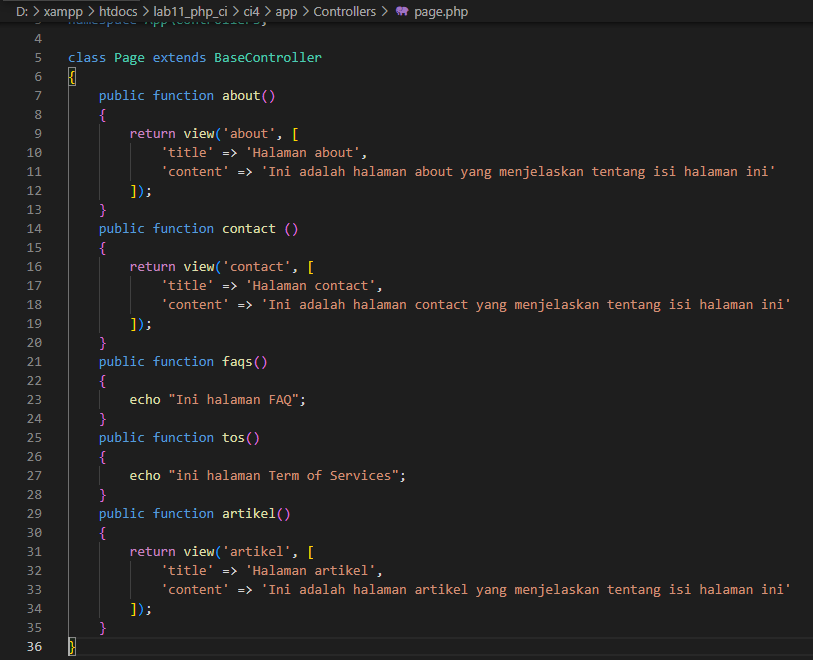 D: > xampp > htdocs > lab11_php_ci > ci4 > app > Controllers > page.php
3 namespace App\Controllers;
4
5 class Page extends BaseController
6 {
7     public function about()
8     {
9         return view('about', [
10             'title' => 'Halaman about',
11             'content' => 'Ini adalah halaman about yang menjelaskan tentang isi halaman ini'
12         ]);
13     }
14     public function contact ()
15     {
16         return view('contact', [
17             'title' => 'Halaman contact',
18             'content' => 'Ini adalah halaman contact yang menjelaskan tentang isi halaman ini'
19         ]);
20     }
21     public function faqs()
22     {
23         echo "Ini halaman FAQ";
24     }
25     public function tos()
26     {
27         echo "ini halaman Term of Services";
28     }
29     public function artikel()
30     {
31         return view('artikel', [
32             'title' => 'Halaman artikel',
33             'content' => 'Ini adalah halaman artikel yang menjelaskan tentang isi halaman ini'
34         ]);
35     }
36 }